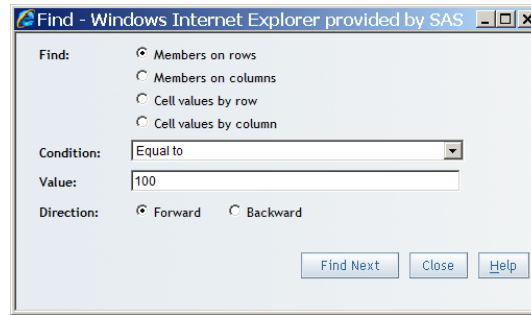 Find - Windows Internet Explorer provided by SAS
Find: Members on rows
Members on columns
Cell values by row
Cell values by column
Condition: Equal to
Value: 100
Direction: Forward Backward
Find Next Close Help